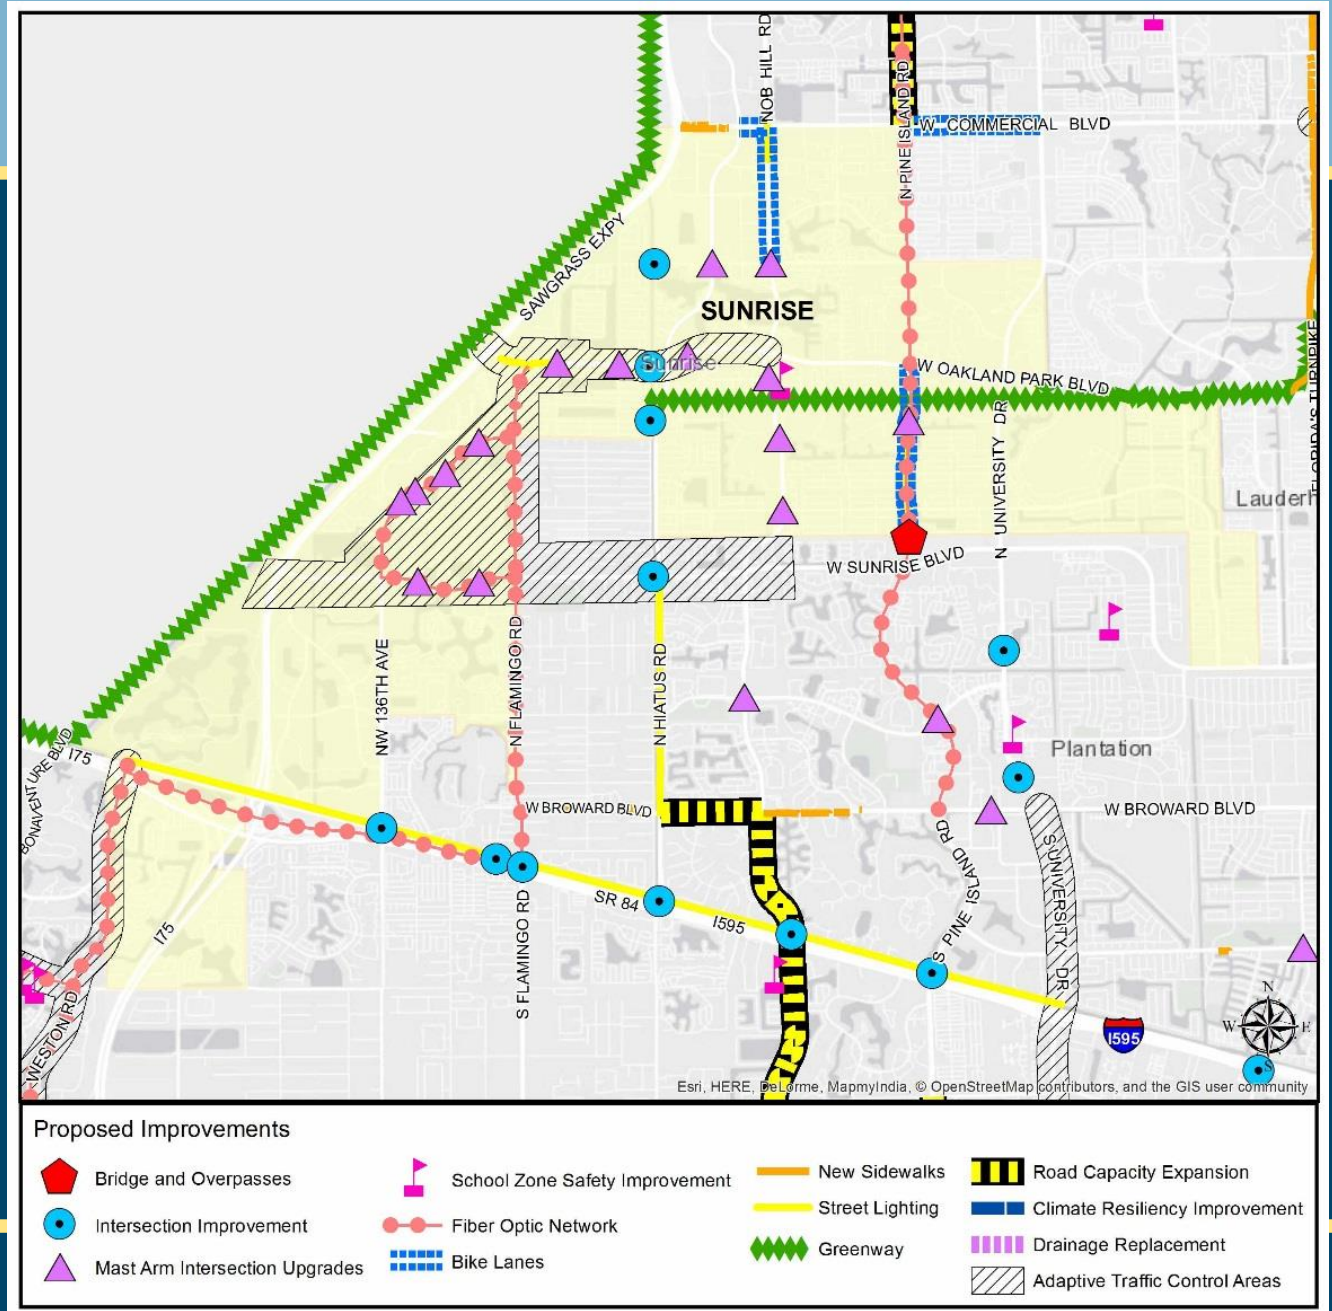 NOB HILL RD
N PINE ISLAND RD
W COMMERCIAL BLVD
SAWGRASS EXPY
SUNRISE
Sunrise
W OAKLAND PARK BLVD
N UNIVERSITY DR
FLORIDA'S TURNPIKE
W SUNRISE BLVD
NW 136TH AVE
N FLAMINGO RD
N HIATUS RD
Plantation
BONAVENTURE BLVD
I75
W BROWARD BLVD
W BROWARD BLVD
S PINE ISLAND RD
S UNIVERSITY DR
SR 84
I595
I75
S FLAMINGO RD
WESTON RD
I595
N
W
E
S
Esri, HERE, DeLorme, MapmyIndia, © OpenStreetMap contributors, and the GIS user community
Proposed Improvements
Bridge and Overpasses
Intersection Improvement
Mast Arm Intersection Upgrades
School Zone Safety Improvement
Fiber Optic Network
Bike Lanes
New Sidewalks
Street Lighting
Greenway
Road Capacity Expansion
Climate Resiliency Improvement
Drainage Replacement
Adaptive Traffic Control Areas